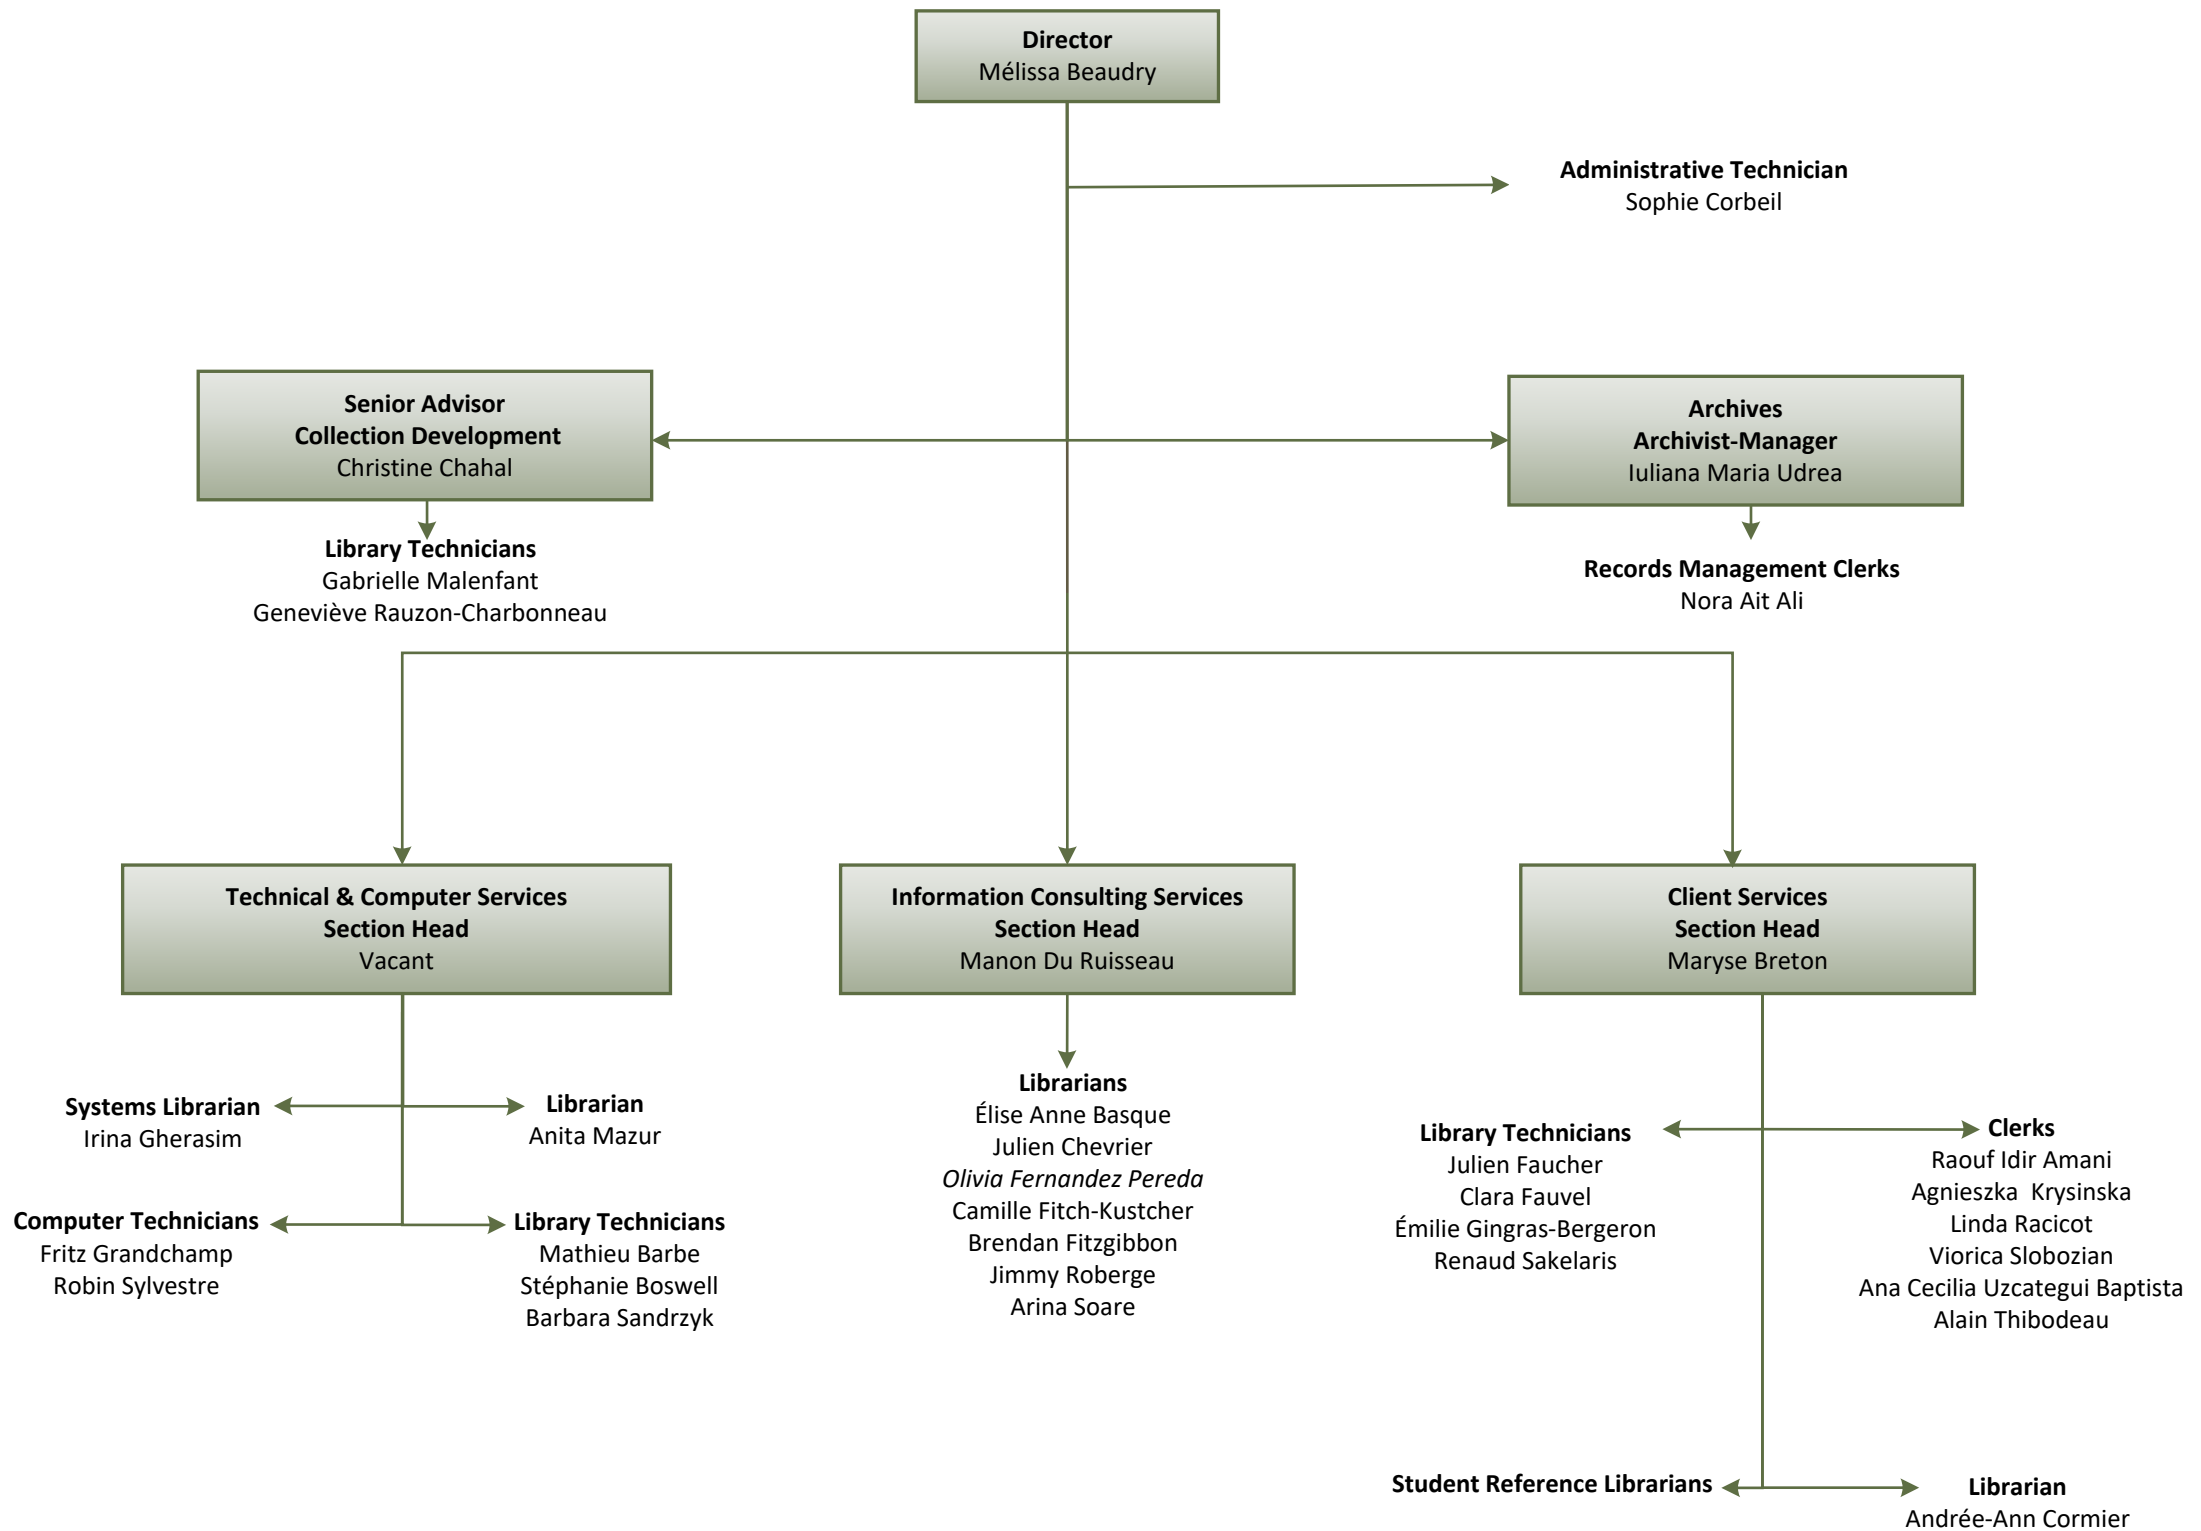 Director
Mélissa Beaudry
Administrative Technician
Sophie Corbeil
Senior Advisor
Collection Development
Christine Chahal
Archives
Archivist-Manager
Iuliana Maria Udrea
Library Technicians
Gabrielle Malenfant
Geneviève Rauzon-Charbonneau
Records Management Clerks
Nora Ait Ali
Technical & Computer Services
Section Head
Vacant
Information Consulting Services
Section Head
Manon Du Ruisseau
Client Services
Section Head
Maryse Breton
Systems Librarian
Irina Gherasim
Librarian
Anita Mazur
Computer Technicians
Fritz Grandchamp
Robin Sylvestre
Library Technicians
Mathieu Barbe
Stéphanie Boswell
Barbara Sandrzyk
Librarians
Élise Anne Basque
Julien Chevrier
Olivia Fernandez Pereda
Camille Fitch-Kustcher
Brendan Fitzgibbon
Jimmy Roberge
Arina Soare
Library Technicians
Julien Faucher
Clara Fauvel
Émilie Gingras-Bergeron
Renaud Sakelaris
Clerks
Raouf Idir Amani
Agnieszka  Krysinska
Linda Racicot
Viorica Slobozian
Ana Cecilia Uzcategui Baptista
Alain Thibodeau
Student Reference Librarians
Librarian
Andrée-Ann Cormier